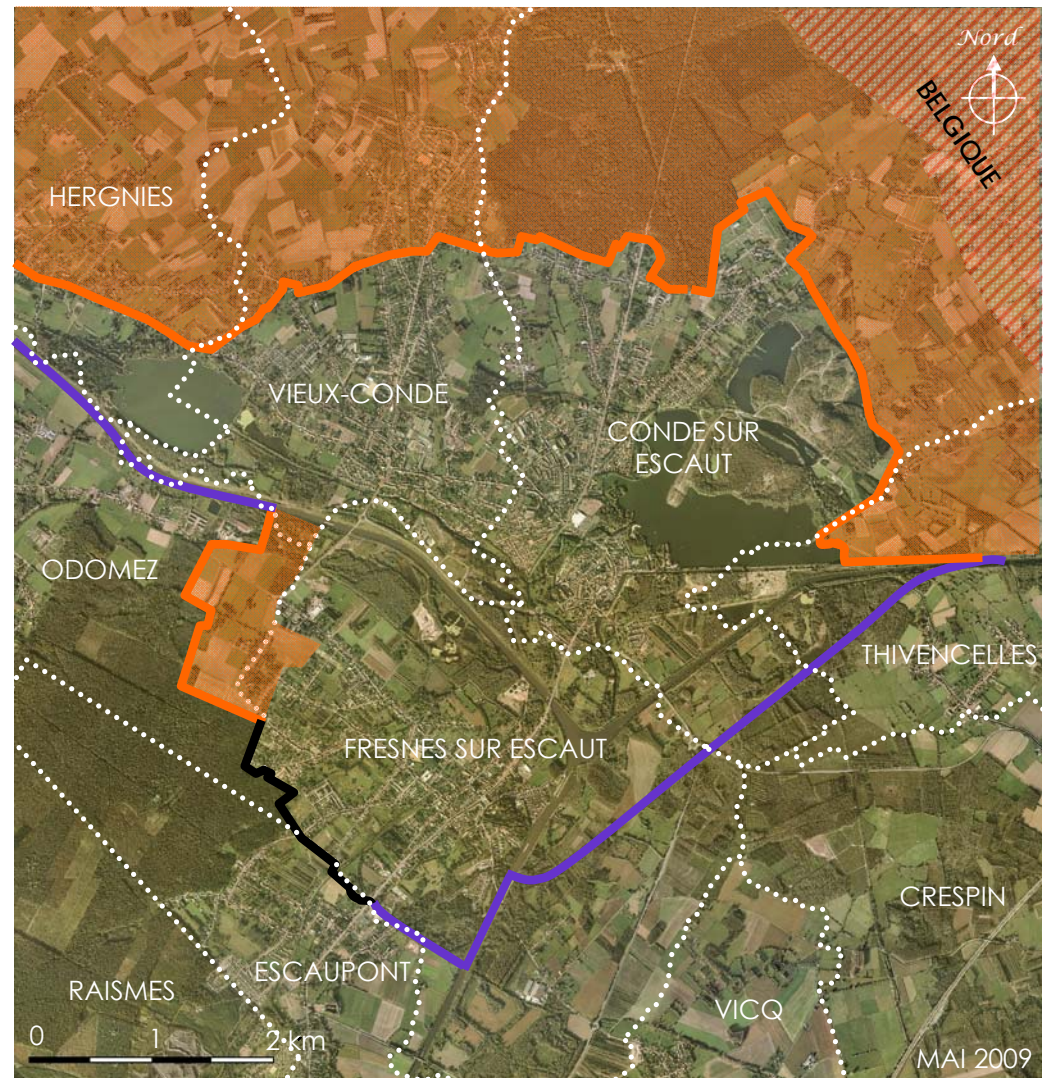 Nord
BELGIQUE
HERGNIES
VIEUX-CONDE
CONDE SUR
ESCAUT
ODOMEZ
THIVENCELLES
FRESNES SUR ESCAUT
CRESPIN
ESCAUPONT
RAISMES
VICQ
0 1 2 km
MAI 2009